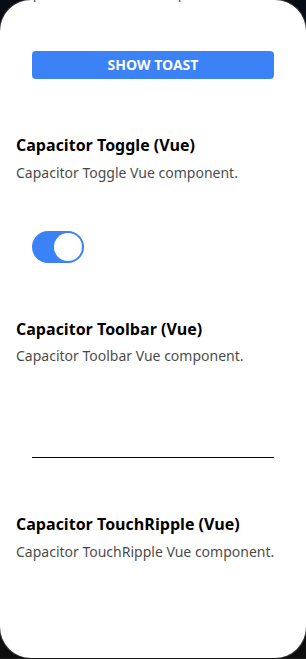 SHOW TOAST
Capacitor Toggle (Vue)
Capacitor Toggle Vue component.
Capacitor Toolbar (Vue)
Capacitor Toolbar Vue component.
Capacitor TouchRipple (Vue)
Capacitor TouchRipple Vue component.